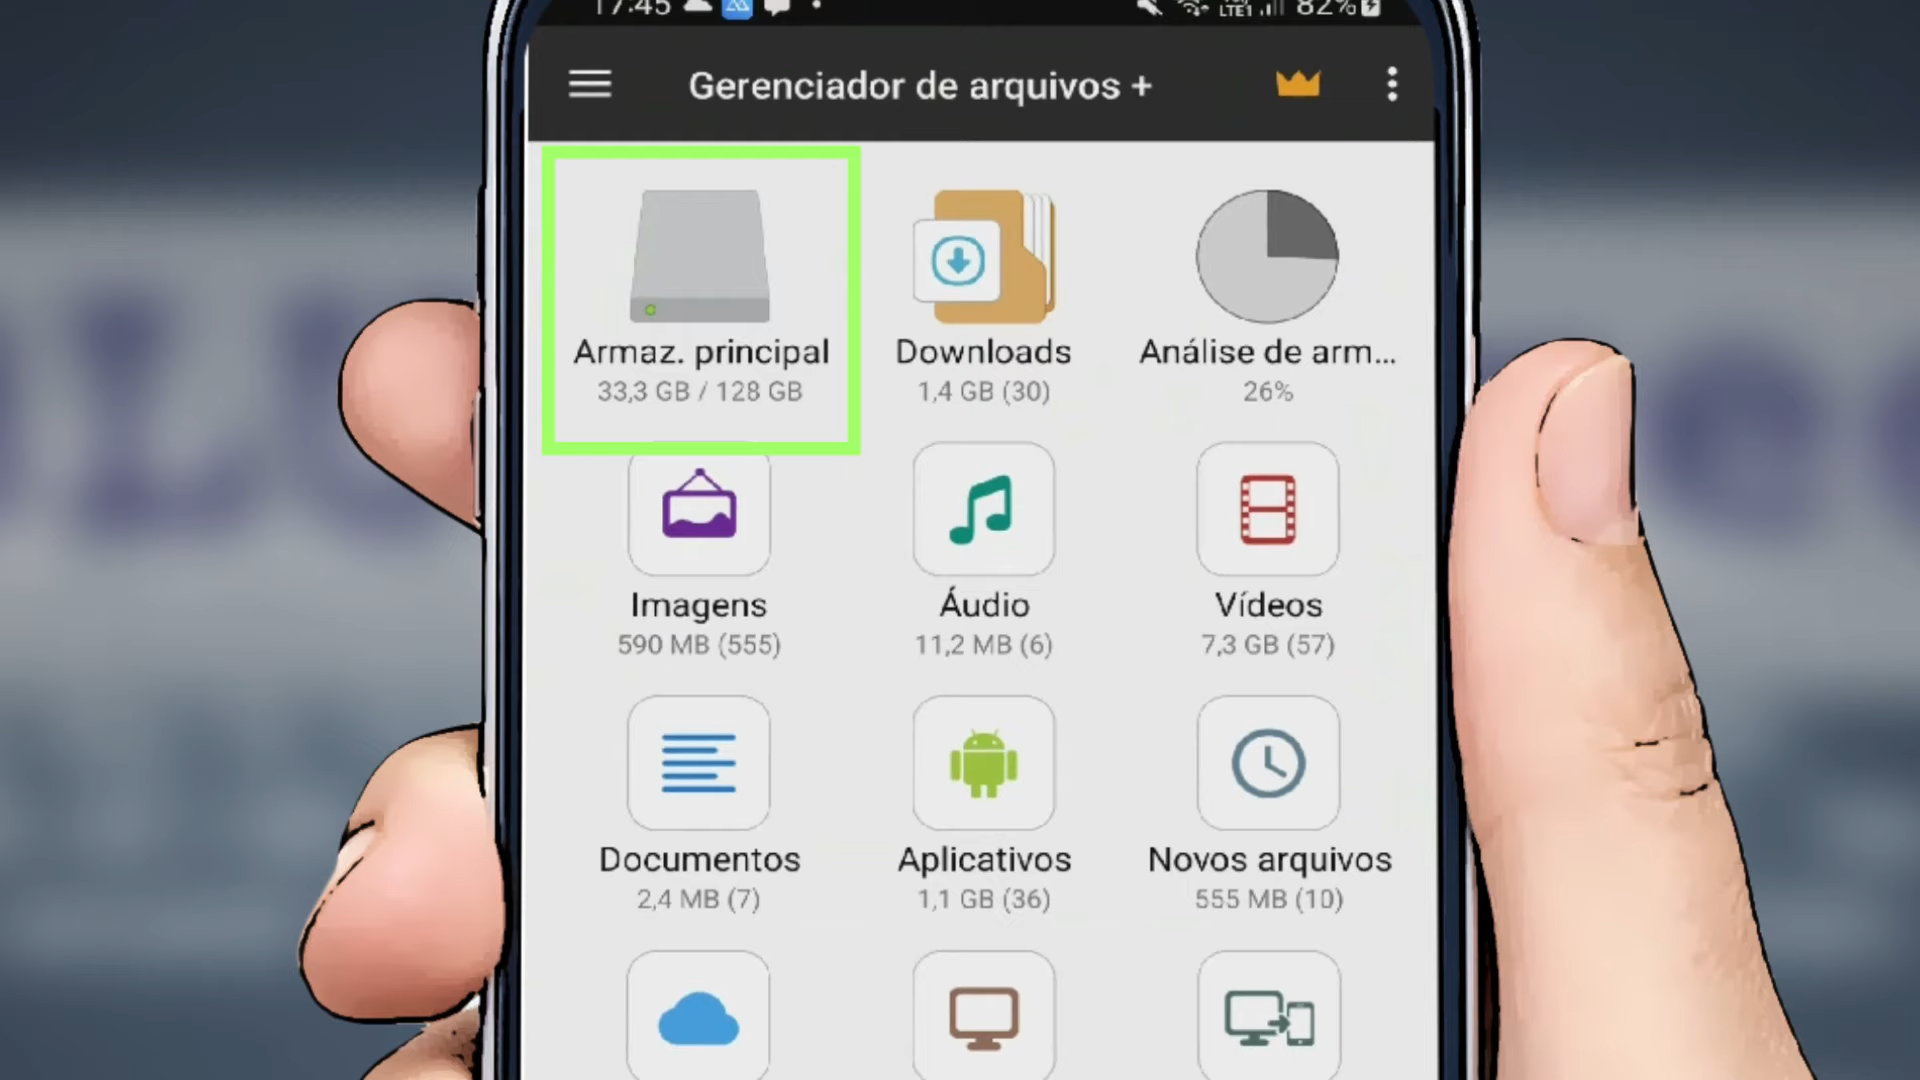 17:45 LTE1 82%
Gerenciador de arquivos +
Armaz. principal Downloads Análise de arm...
33,3 GB / 128 GB 1,4 GB (30) 26%
Imagens Áudio Vídeos
590 MB (555) 11,2 MB (6) 7,3 GB (57)
Documentos Aplicativos Novos arquivos
2,4 MB (7) 1,1 GB (36) 555 MB (10)